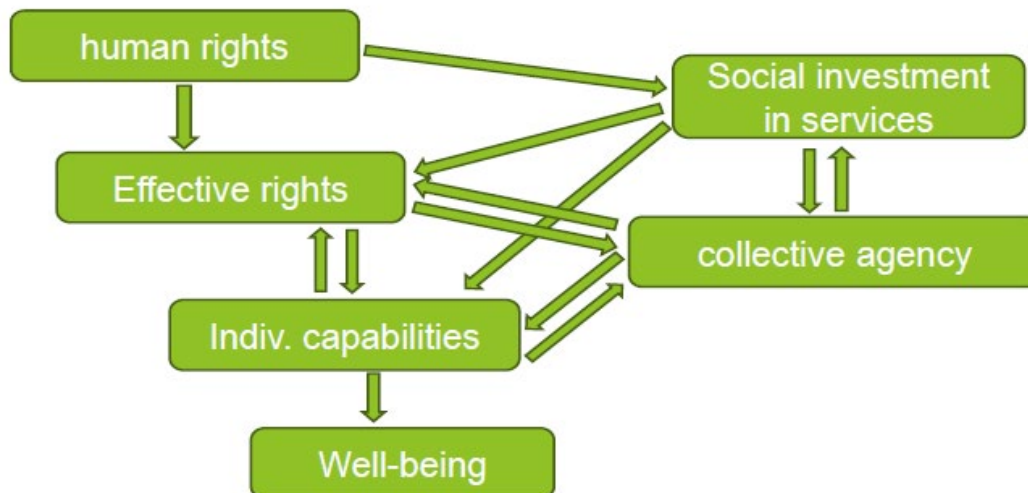 human rights
Social investment
in services
Effective rights
collective agency
Indiv. capabilities
Well-being